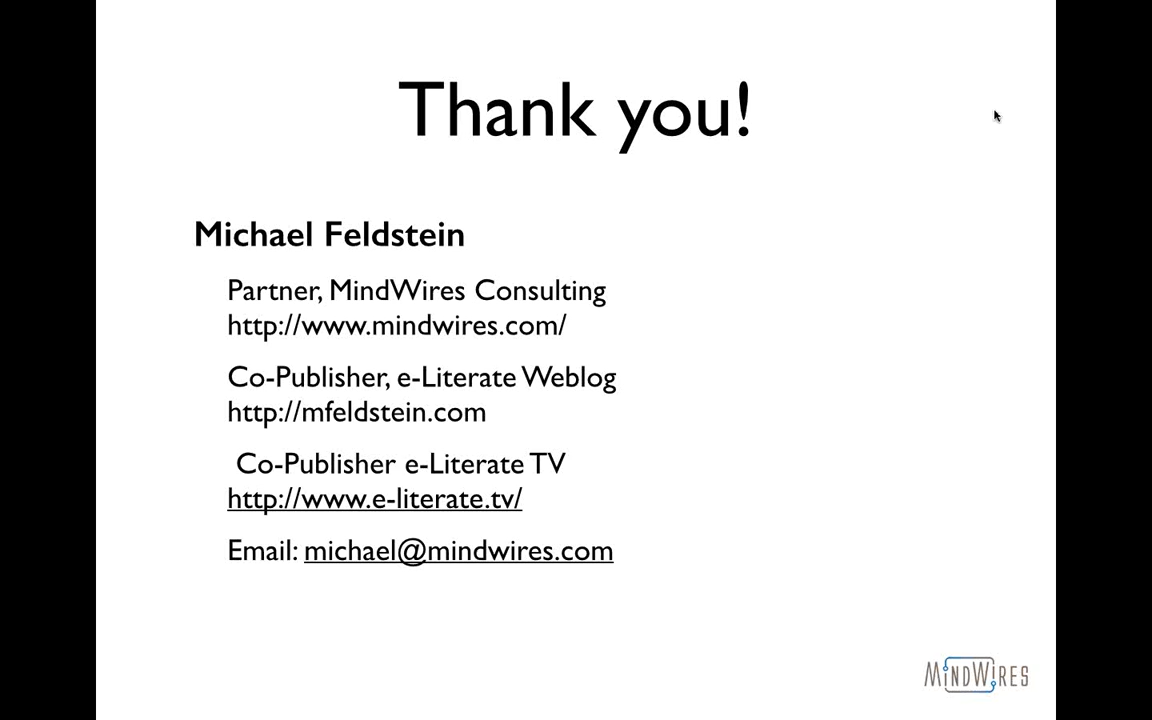 Thank you!
Michael Feldstein
Partner, MindWires Consulting
http://www.mindwires.com/
Co-Publisher, e-Literate Weblog
http://mfeldstein.com
Co-Publisher e-Literate TV
http://www.e-literate.tv/
Email: michael@mindwires.com
MiNDWiRES